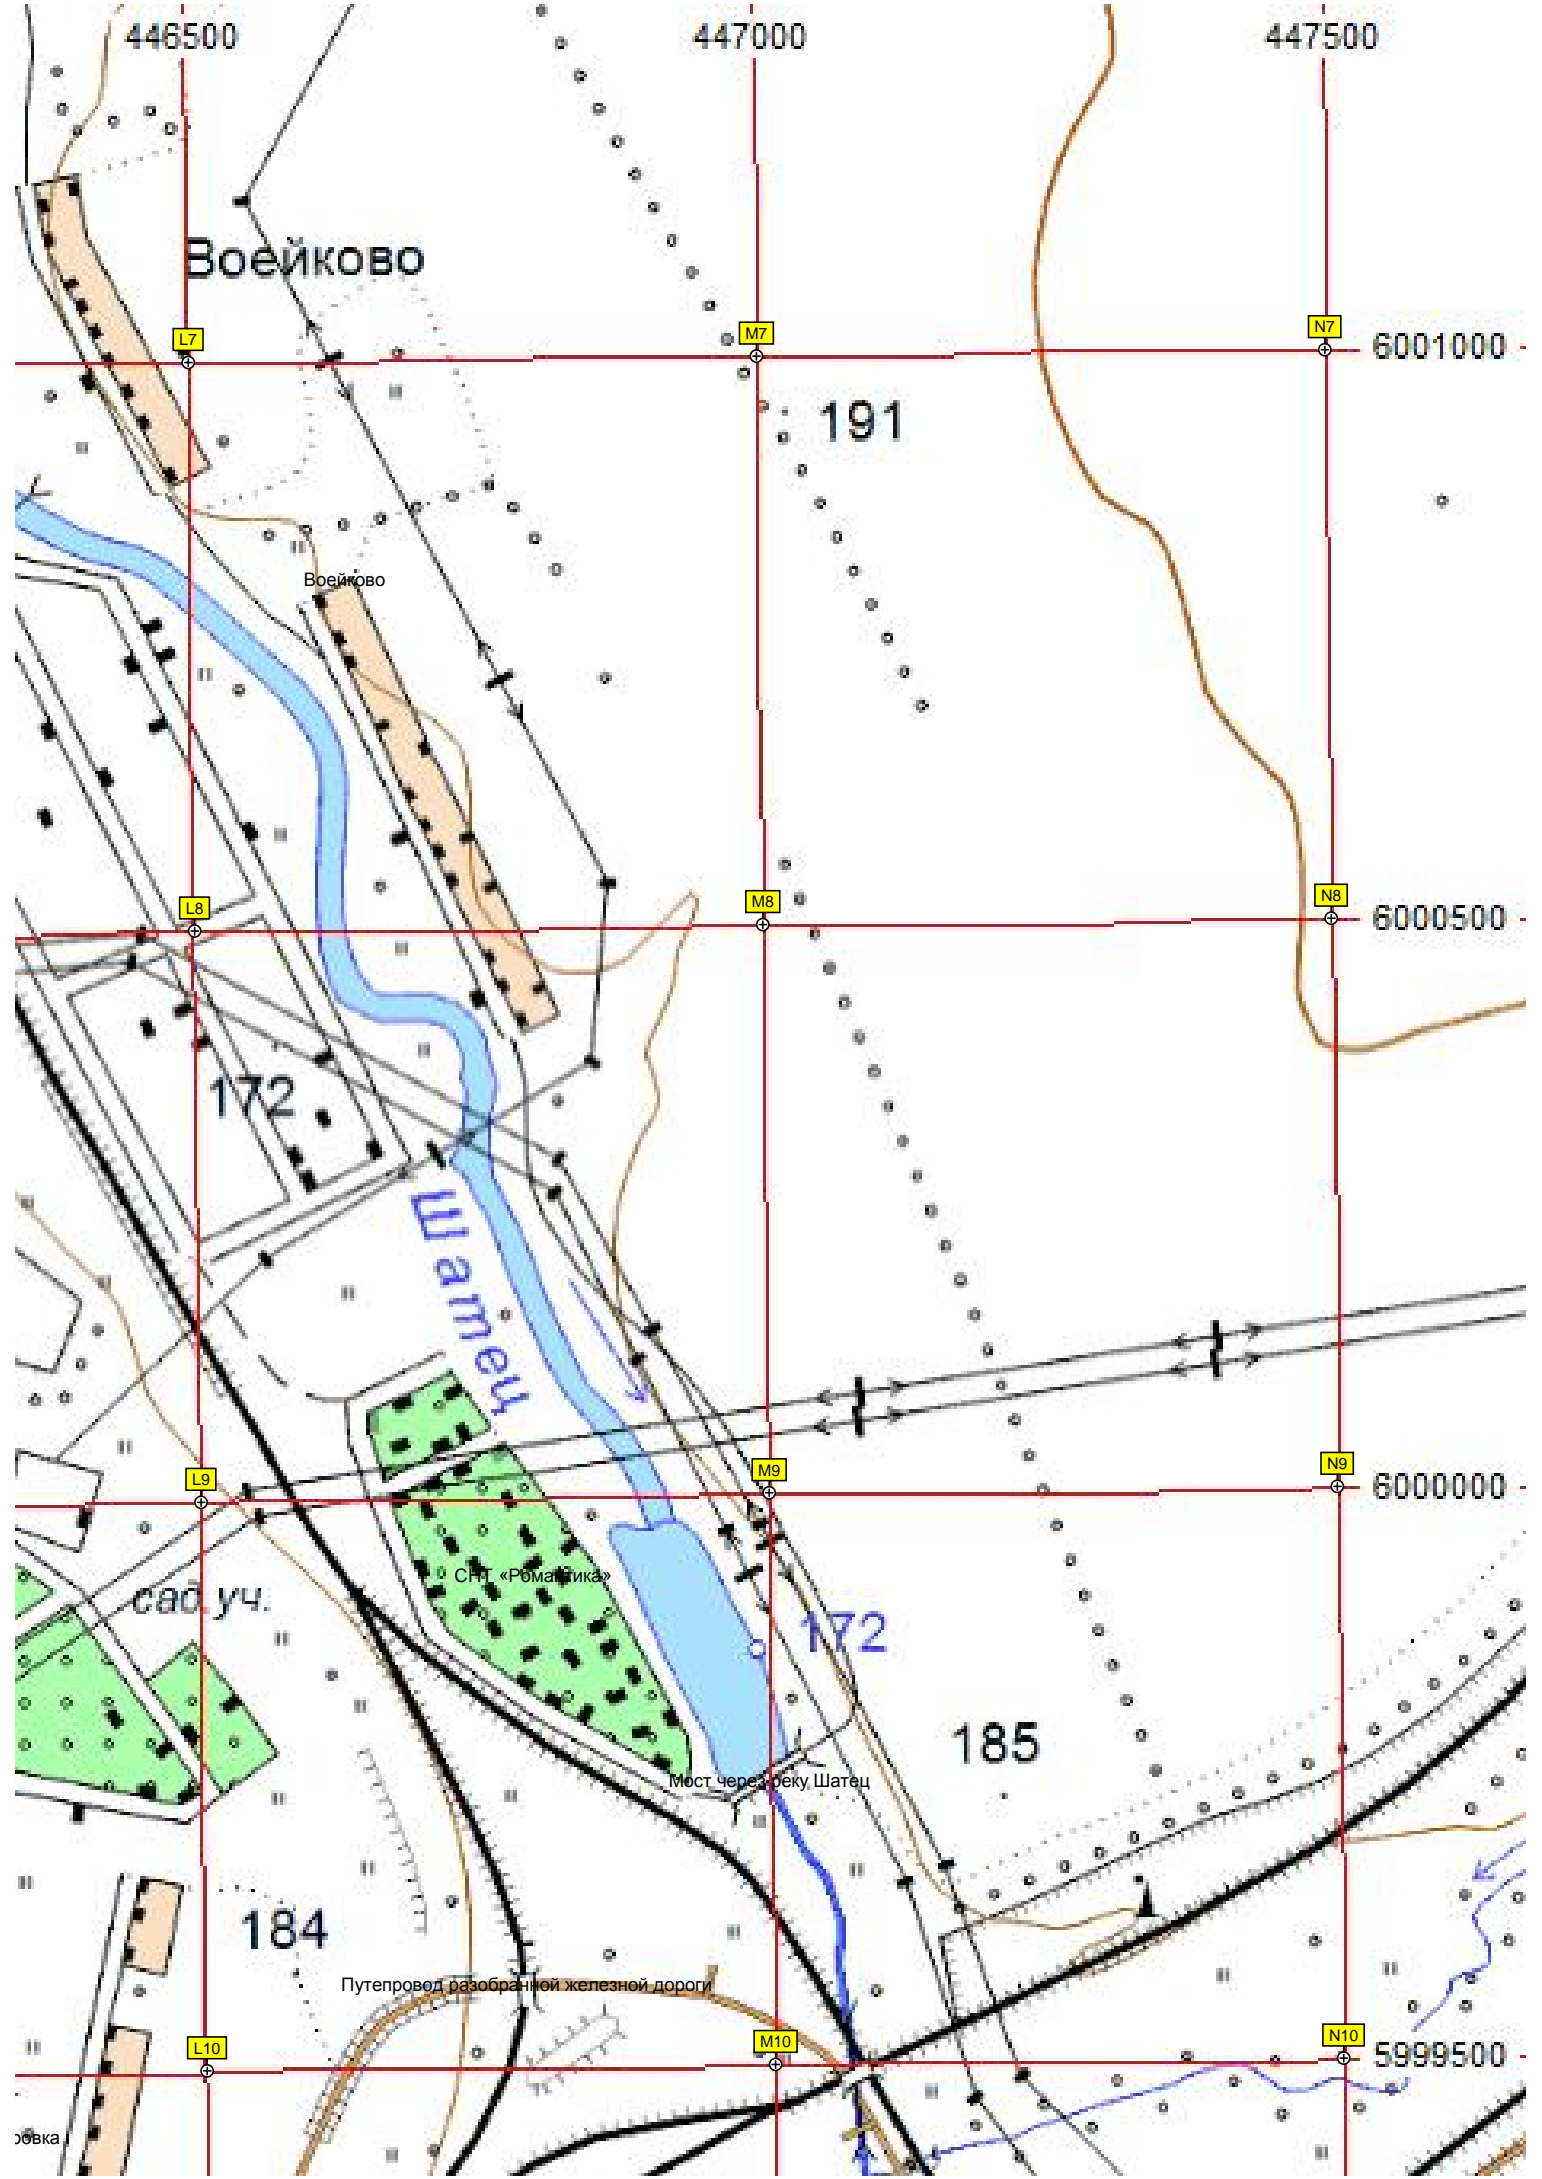 446500 447000 447500
Воейково
L7 M7 N7
6001000
191
Воейково
L8 M8 N8
6000500
172
Шатец
L9 M9 N9
6000000
СНТ «Романтика»
сад. уч.
172
185
Мост через реку Шатец
184
Путепровод разобранной железной дороги
L10 M10 N10
5999500
ровка